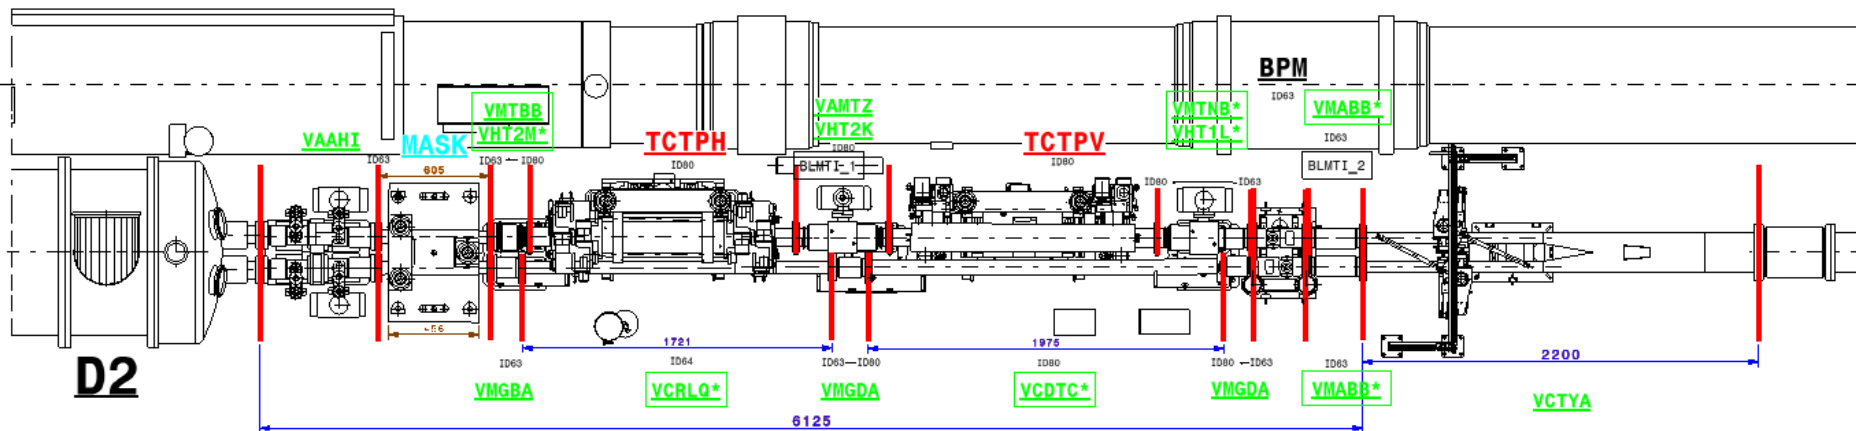 BPM
ID63
VMTBB
VHT2M*
VAMTZ
VHT2K
VMTNB*
VHT1L*
VMABB*
VAAHI
MASK
TCTPH
TCTPV
ID63
ID63
ID80
ID80
ID80
ID80
ID63
605
BLMTI_1
BLMTI_2
ID80
ID63
1721
1975
2200
D2
ID63
ID64
ID63
ID80
ID80
ID80
ID63
ID63
VMGBA
VCRLQ*
VMGDA
VCDTC*
VMGDA
VMABB*
VCTYA
6125